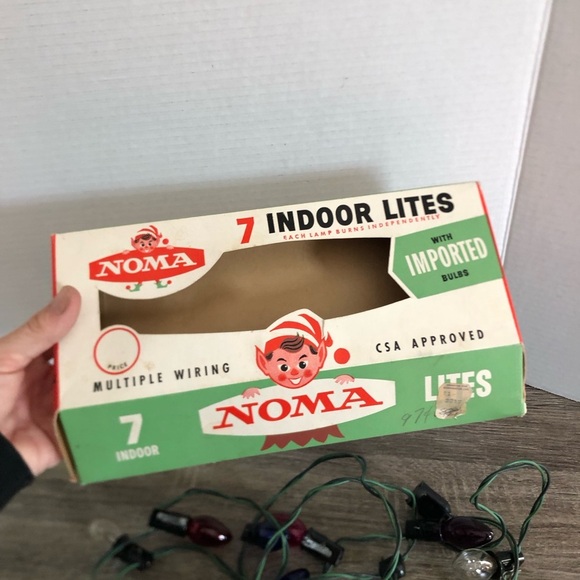 7 INDOOR LITES
EACH LAMP BURNS INDEPENDENTLY
NOMA
WITH
IMPORTED
BULBS
PRICE
MULTIPLE WIRING
CSA APPROVED
NOMA
7
INDOOR
LITES
97¢